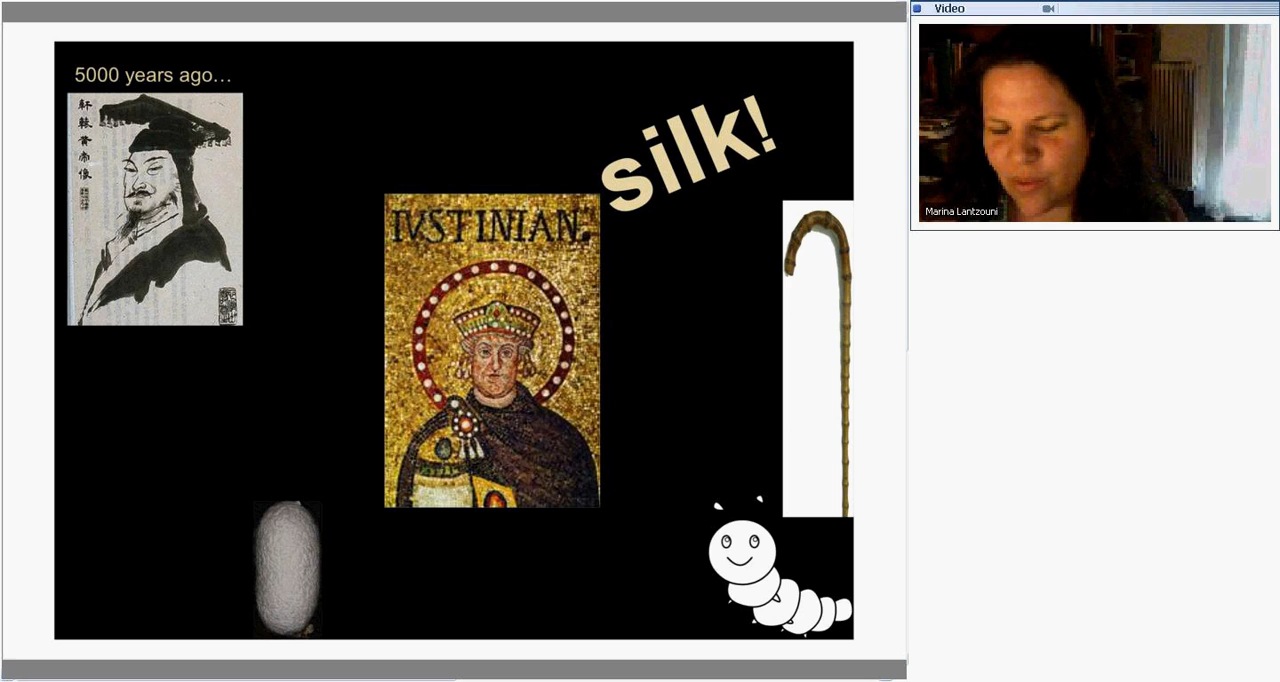 5000 years ago…
軒轅黃帝像
silk!
IVSTINIAN.
Video
Marina Lantzouni